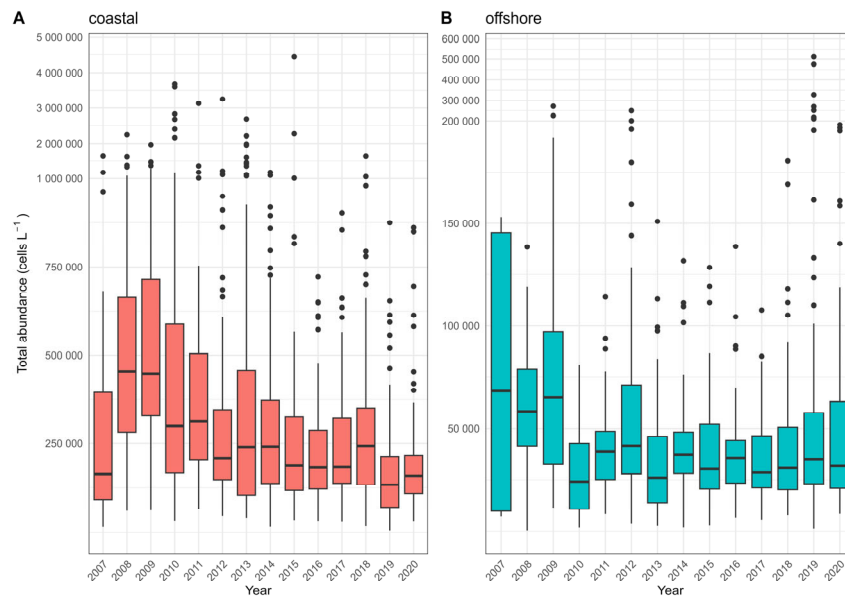 A coastal
5 000 000
4 000 000
3 000 000
2 000 000
1 000 000
750 000
500 000
250 000
Total abundance (cells L⁻¹ )
2007 2008 2009 2010 2011 2012 2013 2014 2015 2016 2017 2018 2019 2020
Year
B offshore
600 000
500 000
400 000
300 000
200 000
150 000
100 000
50 000
2007 2008 2009 2010 2011 2012 2013 2014 2015 2016 2017 2018 2019 2020
Year